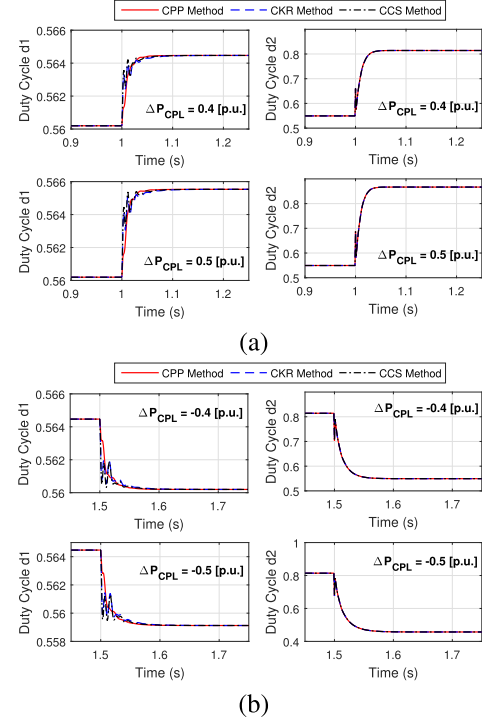 (a)
CPP Method CKR Method CCS Method
Duty Cycle d1
0.566
0.564
0.562
0.56
0.9 1 1.1 1.2
Time (s)
ΔP_CPL = 0.4 [p.u.]
Duty Cycle d2
0.8
0.7
0.6
0.5
0.9 1 1.1 1.2
Time (s)
ΔP_CPL = 0.4 [p.u.]
Duty Cycle d1
0.566
0.564
0.562
0.56
0.9 1 1.1 1.2
Time (s)
ΔP_CPL = 0.5 [p.u.]
Duty Cycle d2
0.9
0.8
0.7
0.6
0.5
0.9 1 1.1 1.2
Time (s)
ΔP_CPL = 0.5 [p.u.]
(a)
(b)
CPP Method CKR Method CCS Method
Duty Cycle d1
0.566
0.564
0.562
0.56
1.5 1.6 1.7
Time (s)
ΔP_CPL = -0.4 [p.u.]
Duty Cycle d2
0.8
0.7
0.6
0.5
1.5 1.6 1.7
Time (s)
ΔP_CPL = -0.4 [p.u.]
Duty Cycle d1
0.564
0.562
0.56
0.558
1.5 1.6 1.7
Time (s)
ΔP_CPL = -0.5 [p.u.]
Duty Cycle d2
1
0.8
0.6
0.4
1.5 1.6 1.7
Time (s)
ΔP_CPL = -0.5 [p.u.]
(b)